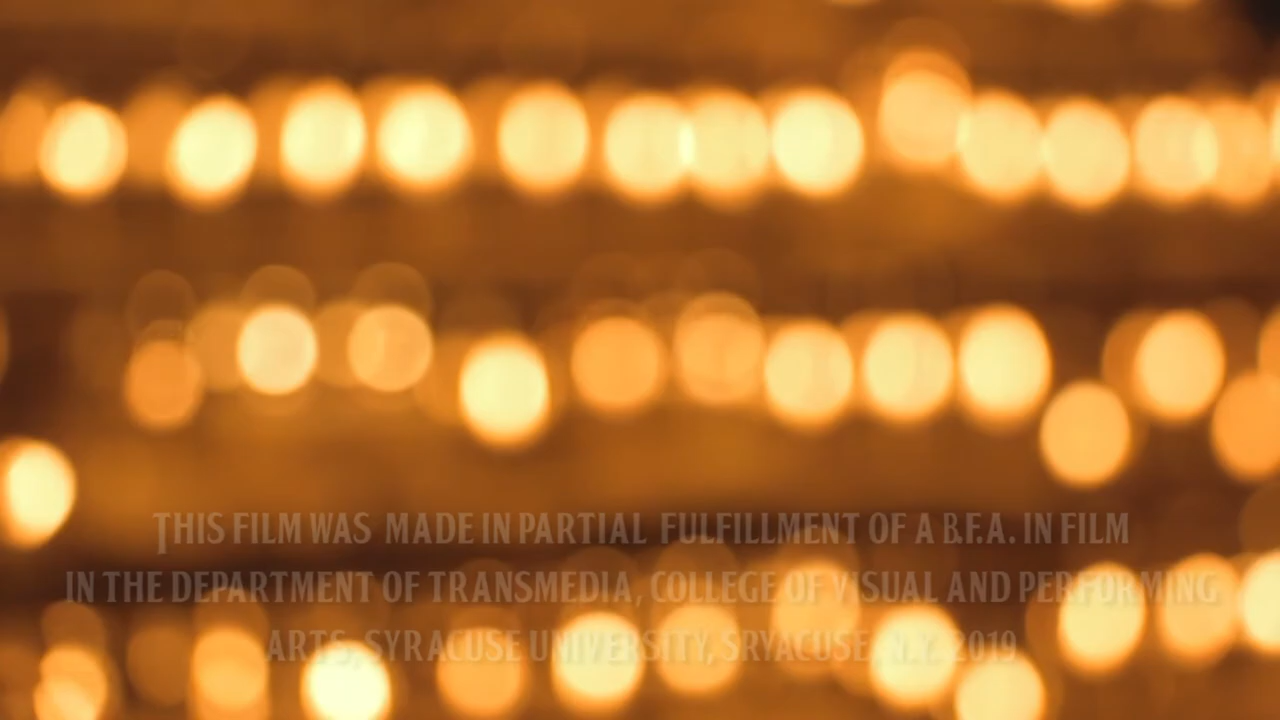 THIS FILM WAS MADE IN PARTIAL FULFILLMENT OF A B.F.A. IN FILM
IN THE DEPARTMENT OF TRANSMEDIA, COLLEGE OF VISUAL AND PERFORMING
ARTS, SYRACUSE UNIVERSITY, SRYACUSE, N.Y. 2019